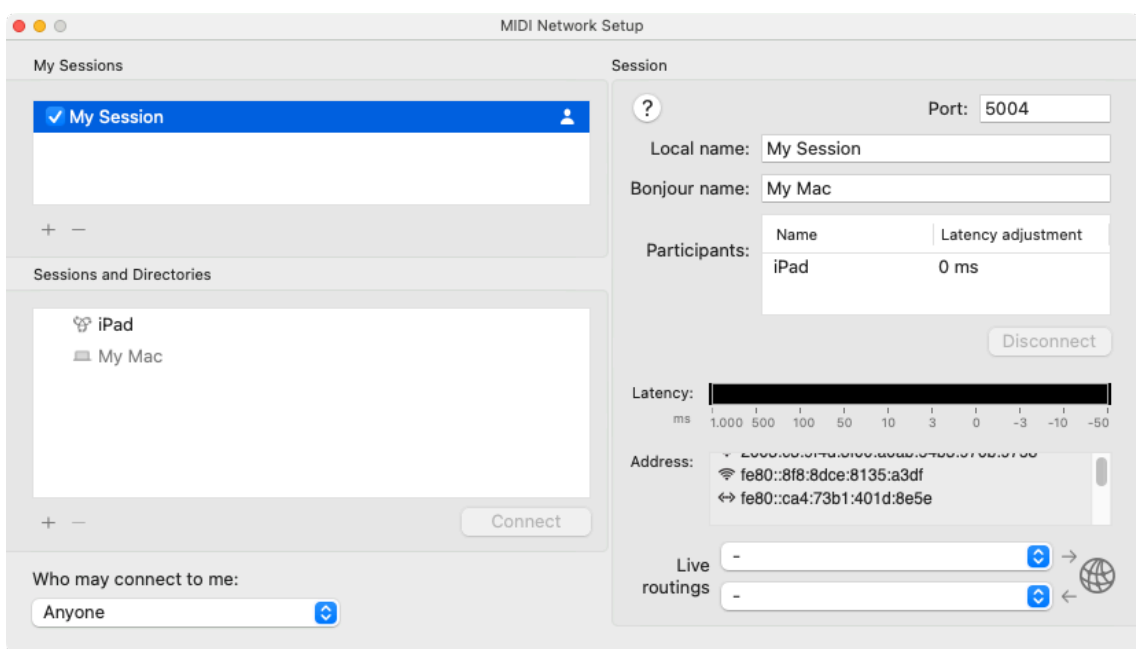 MIDI Network Setup
My Sessions
My Session
+ −
Sessions and Directories
iPad
My Mac
+ −
Connect
Who may connect to me:
Anyone
Session
?
Port: 5004
Local name: My Session
Bonjour name: My Mac
Participants:
Name Latency adjustment
iPad 0 ms
Disconnect
Latency:
ms 1.000 500 100 50 10 3 0 -3 -10 -50
Address:
fe80::8f8:8dce:8135:a3df
fe80::ca4:73b1:401d:8e5e
Live routings
-
-